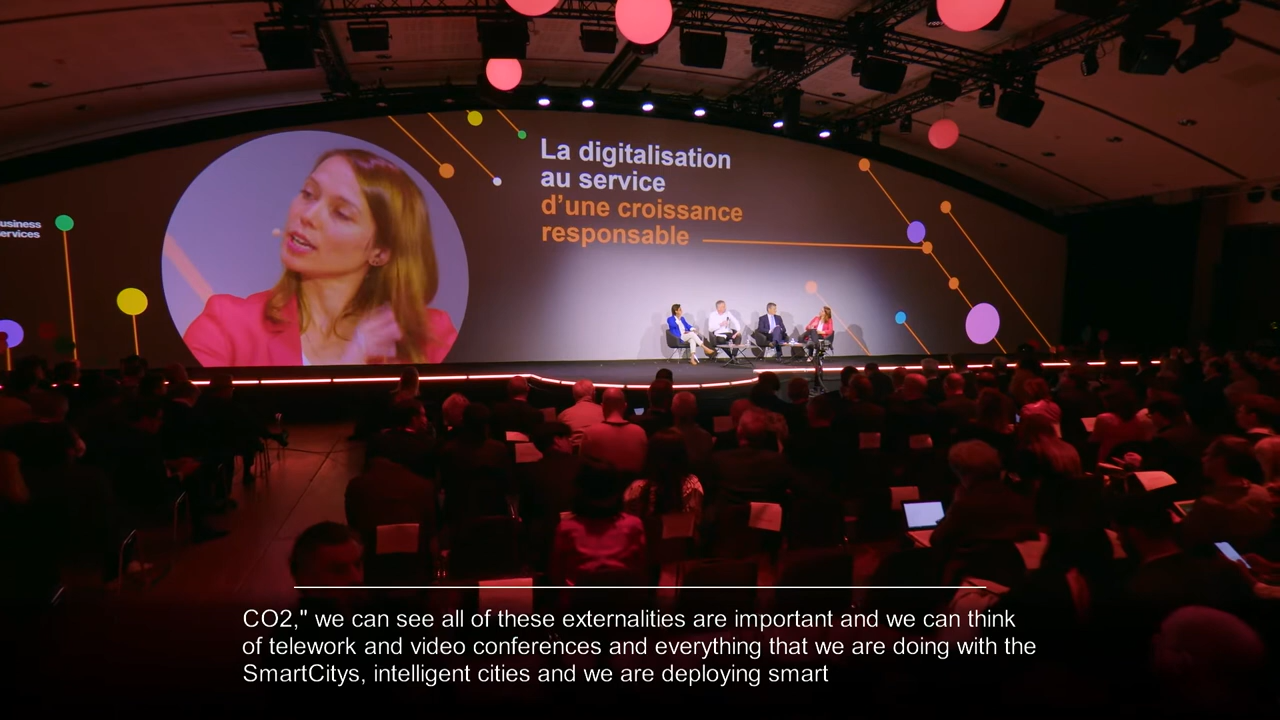 La digitalisation
au service
d’une croissance
responsable
usiness
ervices
CO2," we can see all of these externalities are important and we can think
of telework and video conferences and everything that we are doing with the
SmartCitys, intelligent cities and we are deploying smart